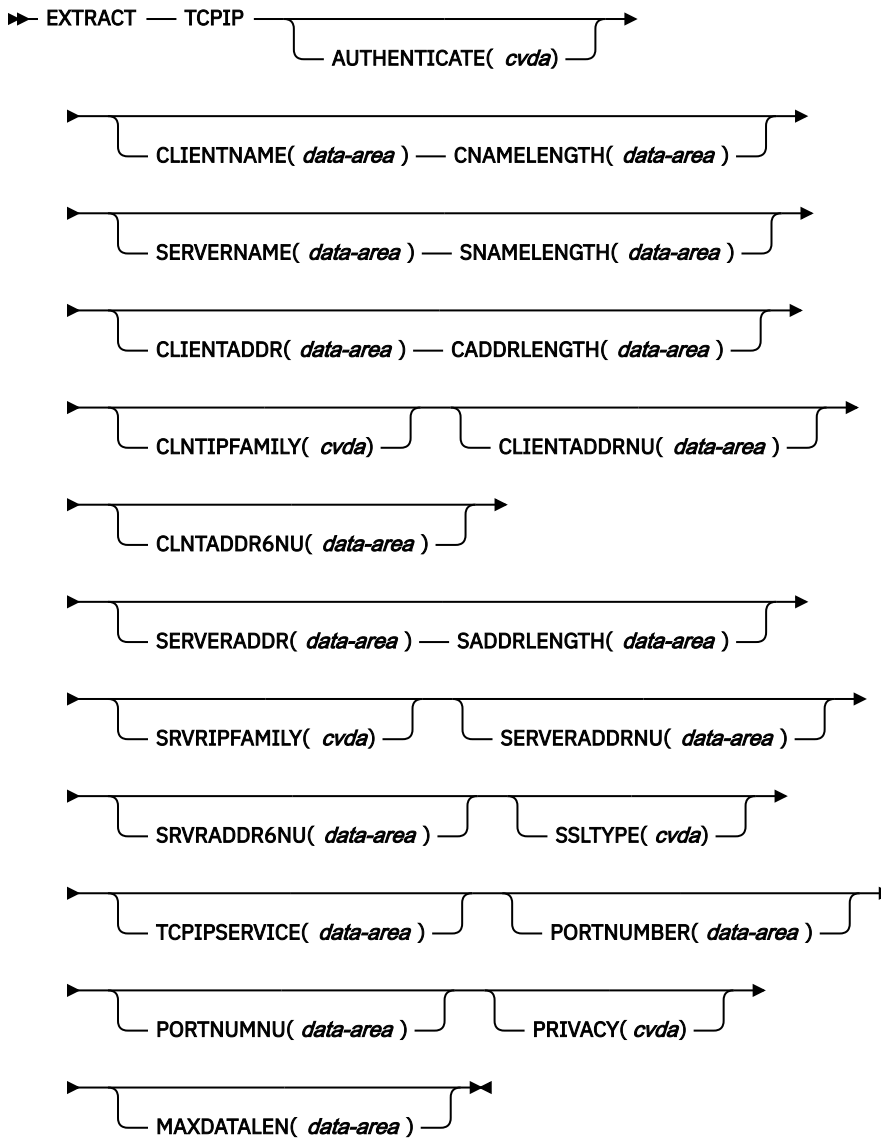 EXTRACT TCPIP
AUTHENTICATE( cvda)
CLIENTNAME( data-area ) CNAMELENGTH( data-area )
SERVERNAME( data-area ) SNAMELENGTH( data-area )
CLIENTADDR( data-area ) CADDRLENGTH( data-area )
CLNTIPFAMILY( cvda) CLIENTADDRNU( data-area )
CLNTADDR6NU( data-area )
SERVERADDR( data-area ) SADDRLENGTH( data-area )
SRVRIPFAMILY( cvda) SERVERADDRNU( data-area )
SRVRADDR6NU( data-area ) SSLTYPE( cvda)
TCPIPSERVICE( data-area ) PORTNUMBER( data-area )
PORTNUMNU( data-area ) PRIVACY( cvda)
MAXDATALEN( data-area )